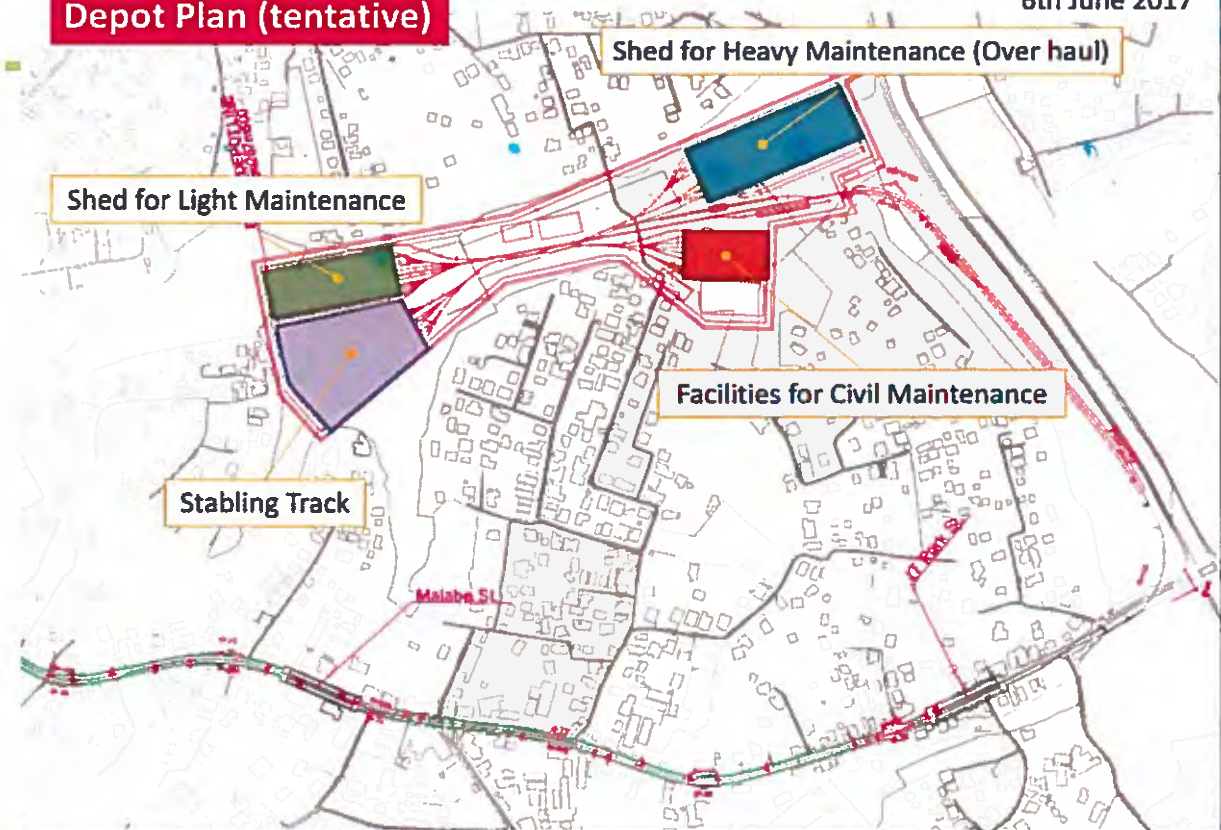 Depot Plan (tentative)
6th June 2017
Shed for Heavy Maintenance (Over haul)
Shed for Light Maintenance
Facilities for Civil Maintenance
Stabling Track
Malabe St.